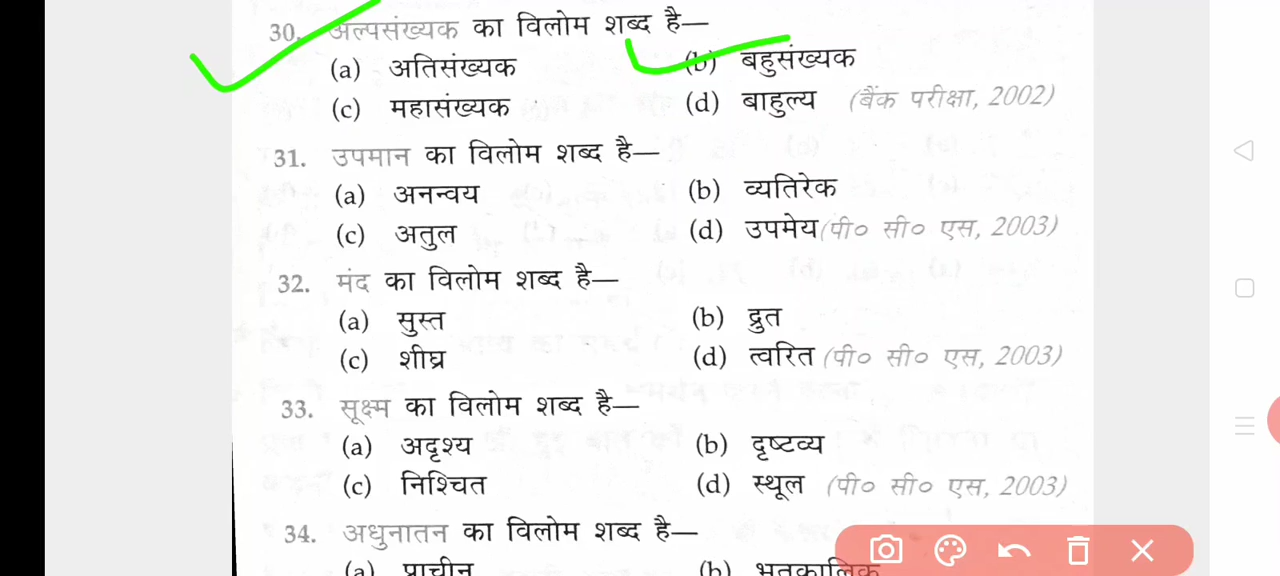 30. अल्पसंख्यक का विलोम शब्द है—
(a) अतिसंख्यक (b) बहुसंख्यक
(c) महासंख्यक (d) बाहुल्य (बैंक परीक्षा, 2002)
31. उपमान का विलोम शब्द है—
(a) अनन्वय (b) व्यतिरेक
(c) अतुल (d) उपमेय (पी० सी० एस, 2003)
32. मंद का विलोम शब्द है—
(a) सुस्त (b) द्रुत
(c) शीघ्र (d) त्वरित (पी० सी० एस, 2003)
33. सूक्ष्म का विलोम शब्द है—
(a) अदृश्य (b) दृष्टव्य
(c) निश्चित (d) स्थूल (पी० सी० एस, 2003)
34. अधुनातन का विलोम शब्द है—
(a) प्राचीन (b) भूतकालिक